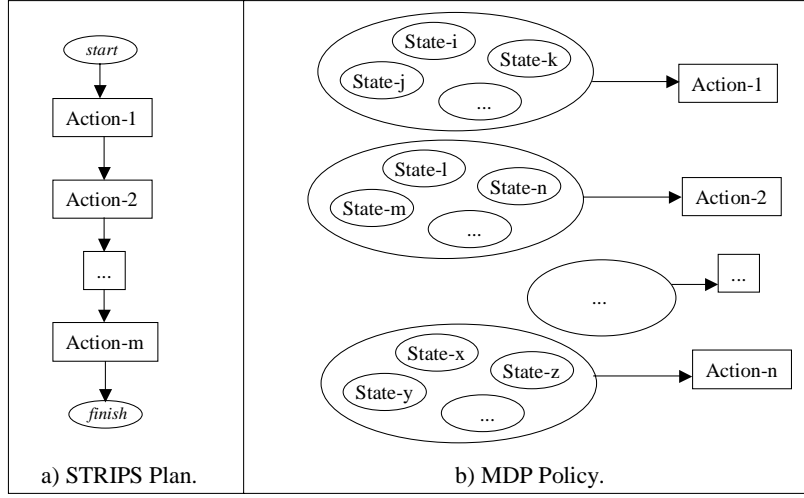 start
Action-1
Action-2
...
Action-m
finish
a) STRIPS Plan.
State-i
State-k
State-j
...
Action-1
State-l
State-n
State-m
...
Action-2
...
...
State-x
State-z
State-y
...
Action-n
b) MDP Policy.